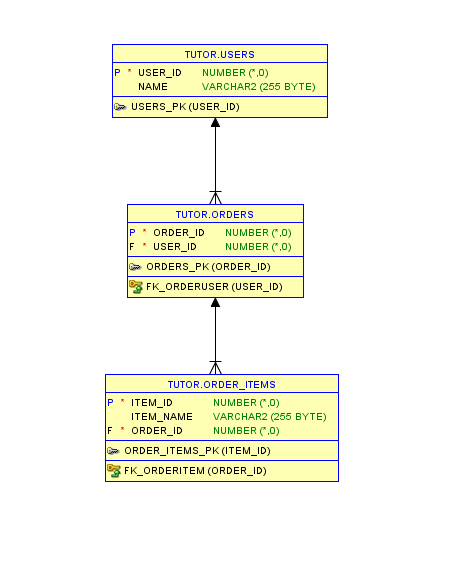 TUTOR.USERS
P * USER_ID NUMBER (*,0)
NAME VARCHAR2 (255 BYTE)
USERS_PK (USER_ID)
TUTOR.ORDERS
P * ORDER_ID NUMBER (*,0)
F * USER_ID NUMBER (*,0)
ORDERS_PK (ORDER_ID)
FK_ORDERUSER (USER_ID)
TUTOR.ORDER_ITEMS
P * ITEM_ID NUMBER (*,0)
ITEM_NAME VARCHAR2 (255 BYTE)
F * ORDER_ID NUMBER (*,0)
ORDER_ITEMS_PK (ITEM_ID)
FK_ORDERITEM (ORDER_ID)